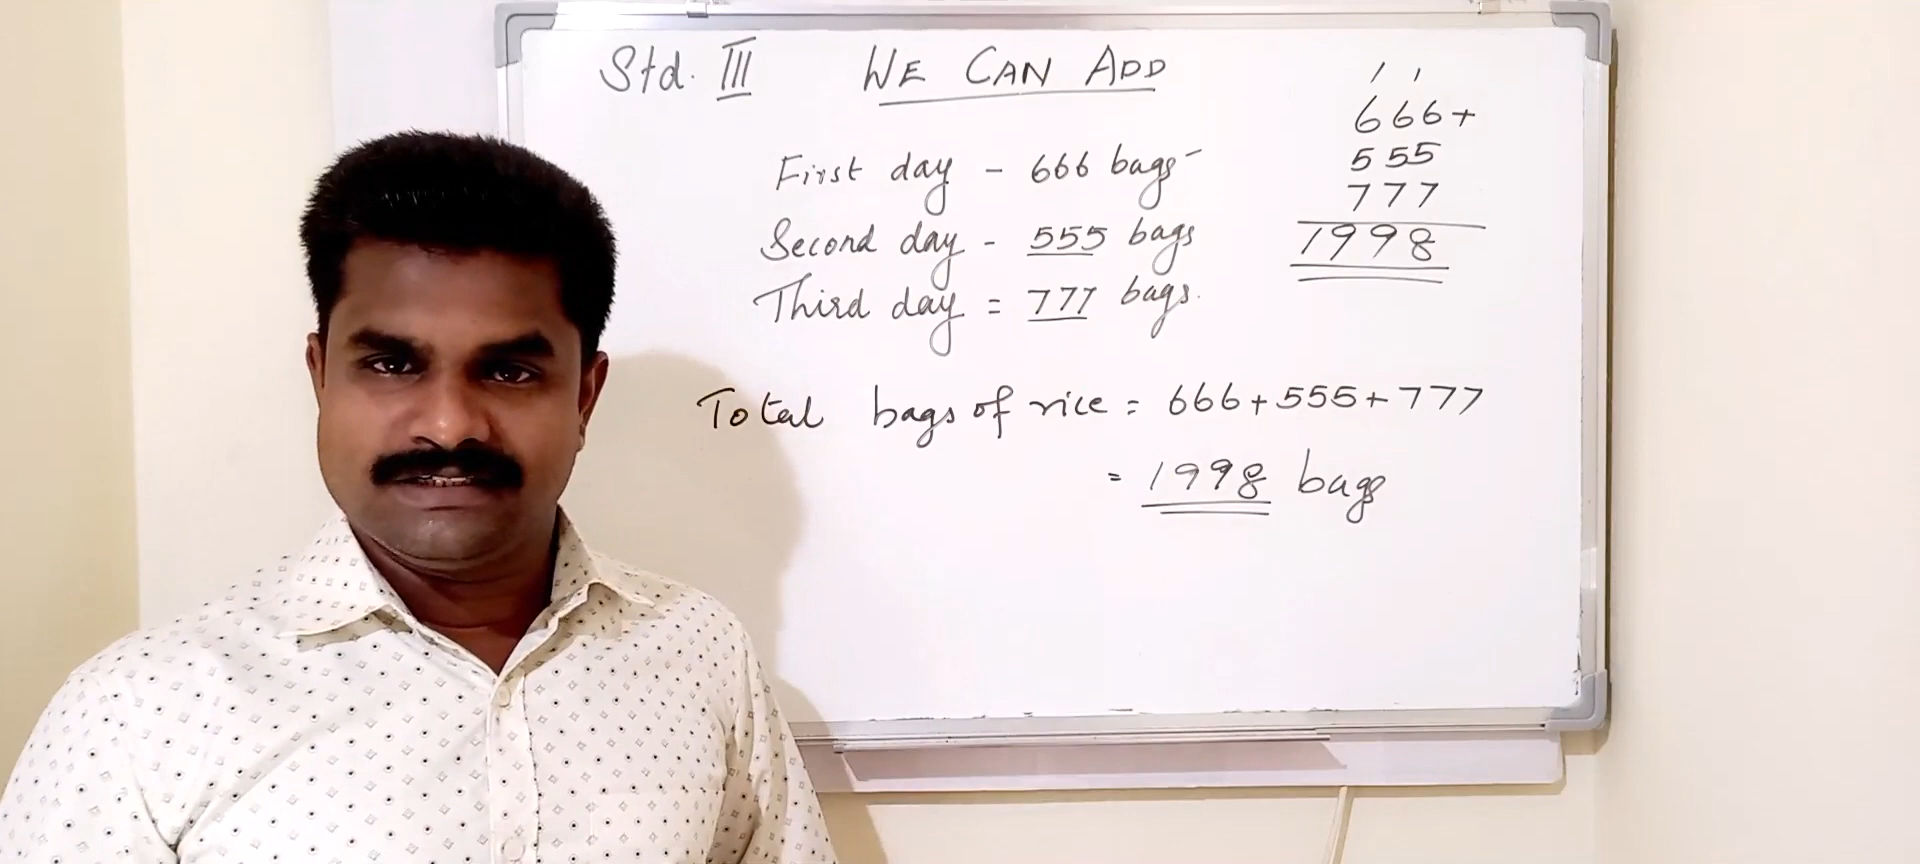 Std. III WE CAN ADD
First day - 666 bags
Second day - 555 bags
Third day = 777 bags.
Total bags of rice = 666+555+777
= 1998 bags
1 1
666+
555
777
1998